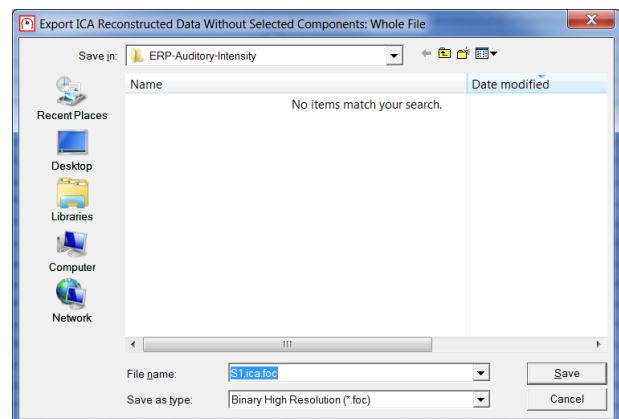 Export ICA Reconstructed Data Without Selected Components: Whole File
Save in: ERP-Auditory-Intensity
Name Date modified
No items match your search.
Recent Places
Desktop
Libraries
Computer
Network
File name: S1.ica.foc Save
Save as type: Binary High Resolution (*.foc) Cancel